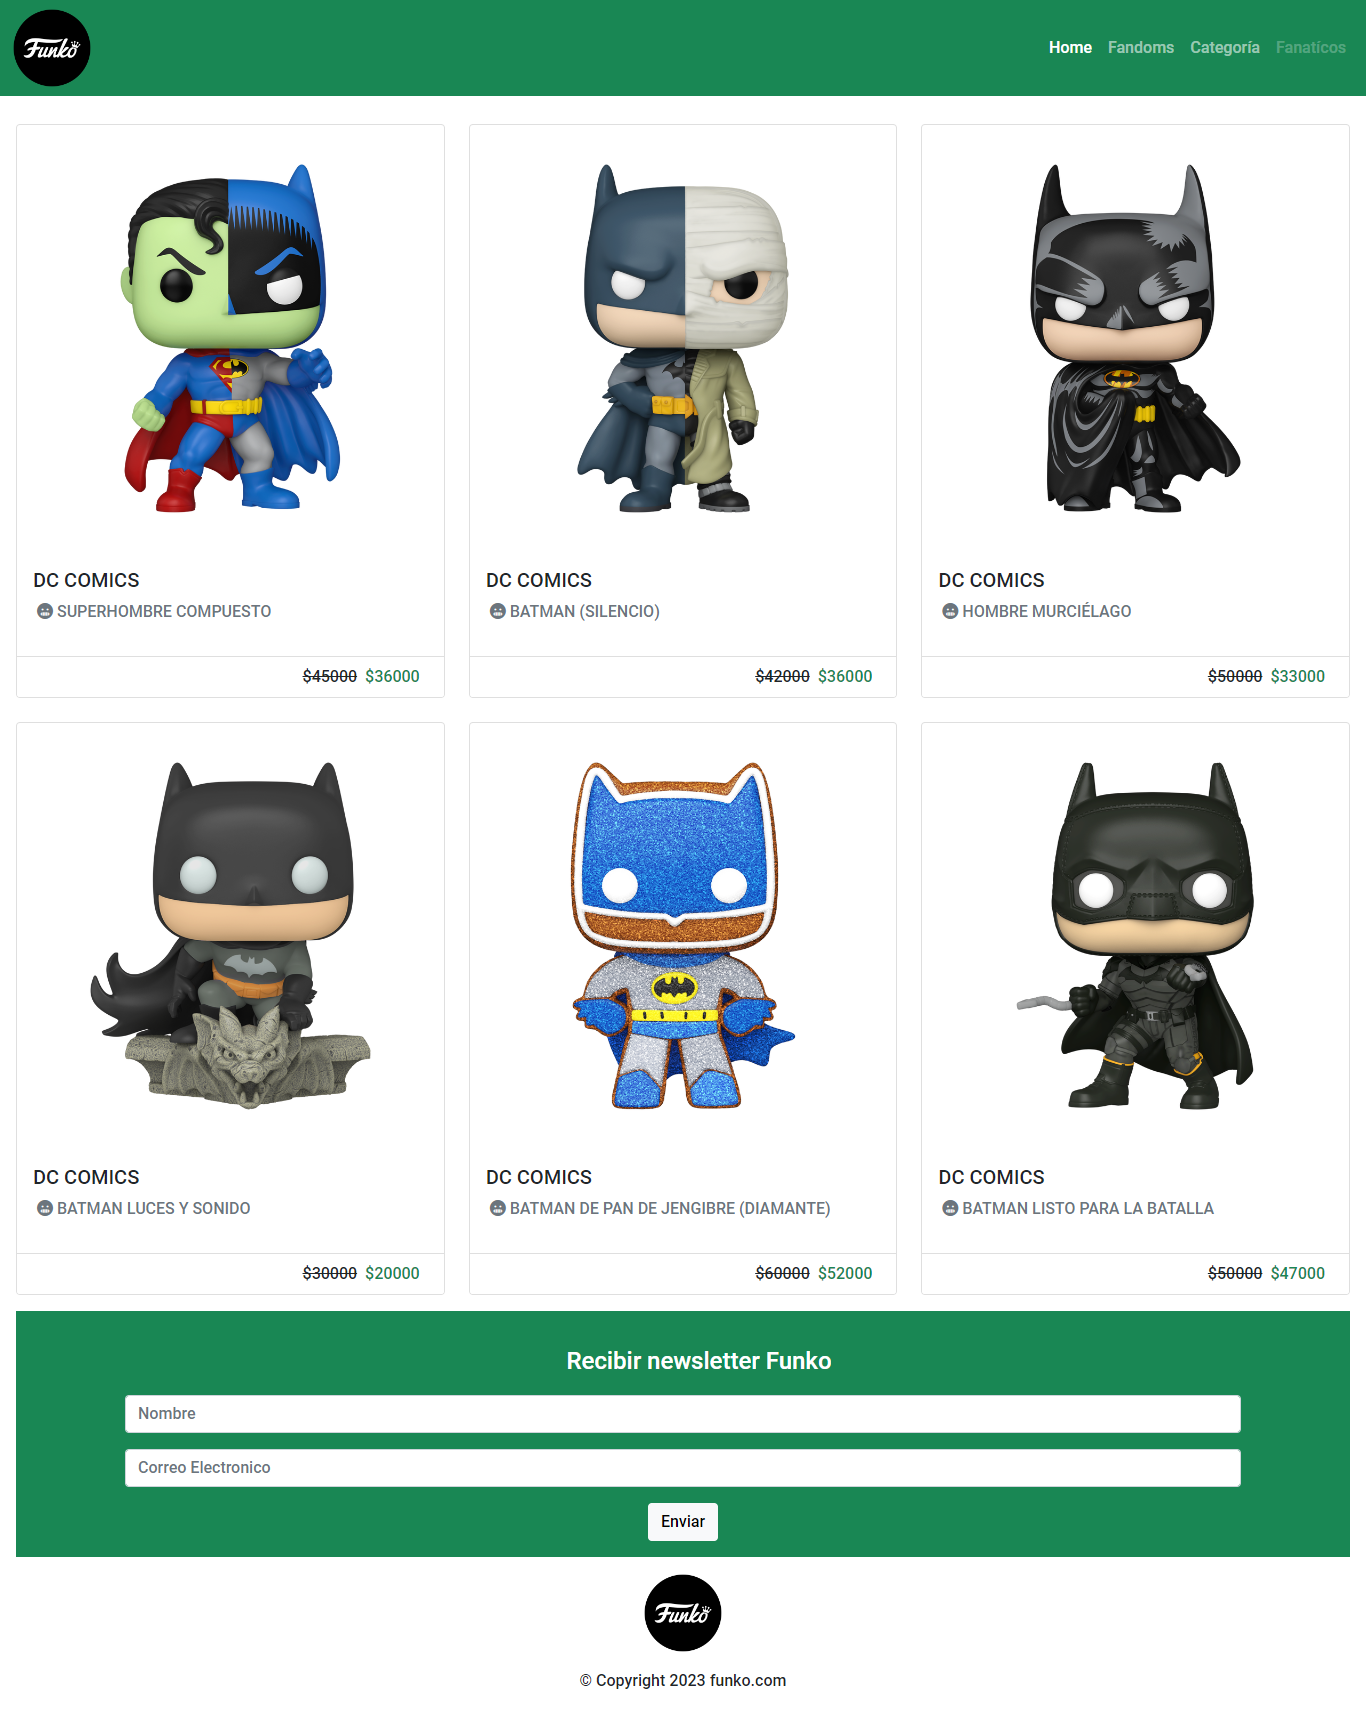 Funko
Home Fandoms Categoría Fanatícos
DC COMICS
SUPERHOMBRE COMPUESTO
$45000 $36000
DC COMICS
BATMAN (SILENCIO)
$42000 $36000
DC COMICS
HOMBRE MURCIÉLAGO
$50000 $33000
DC COMICS
BATMAN LUCES Y SONIDO
$30000 $20000
DC COMICS
BATMAN DE PAN DE JENGIBRE (DIAMANTE)
$60000 $52000
DC COMICS
BATMAN LISTO PARA LA BATALLA
$50000 $47000
Recibir newsletter Funko
Nombre
Correo Electronico
Enviar
Funko
© Copyright 2023 funko.com